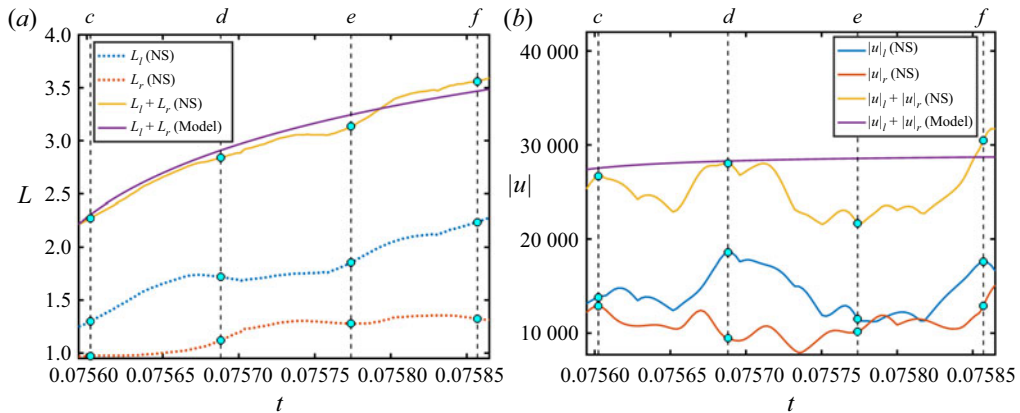 (a) c d e f
4.0
3.5
3.0
2.5
2.0
1.5
1.0
L
L_l (NS)
L_r (NS)
L_l + L_r (NS)
L_l + L_r (Model)
0.07560 0.07565 0.07570 0.07575 0.07580 0.07585
t
(b) c d e f
40 000
20 000
10 000
|u|
|u|_l (NS)
|u|_r (NS)
|u|_l + |u|_r (NS)
|u|_l + |u|_r (Model)
0.07560 0.07565 0.07570 0.07575 0.07580 0.07585
t